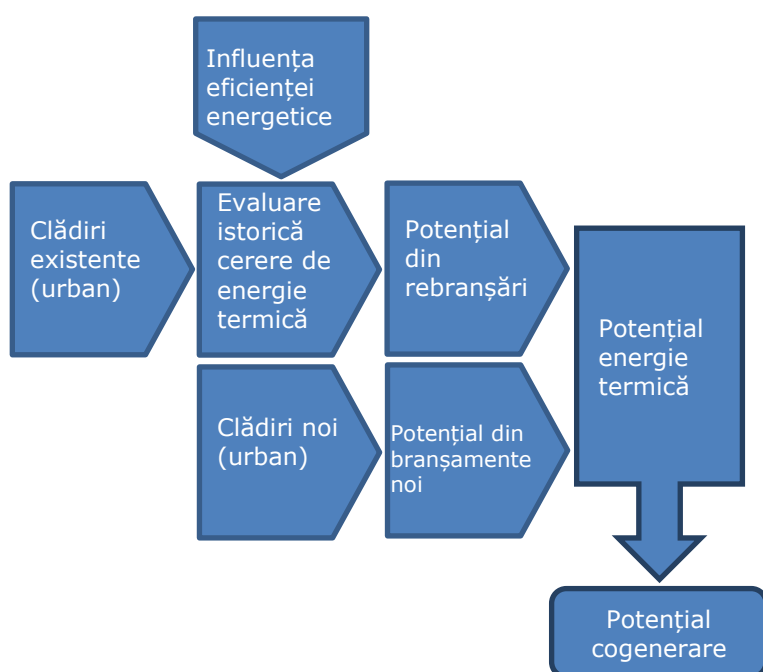 Influența
eficienței
energetice
Clădiri
existente
(urban)
Evaluare
istorică
cerere de
energie
termică
Potențial
din
rebranșări
Clădiri noi
(urban)
Potențial din
branșamente
noi
Potențial
energie
termică
Potențial
cogenerare